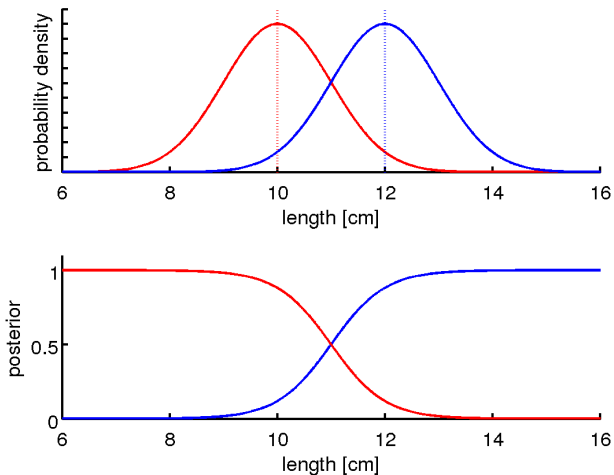 probability density
6 8 10 12 14 16
length [cm]
posterior
1
0.5
0
6 8 10 12 14 16
length [cm]